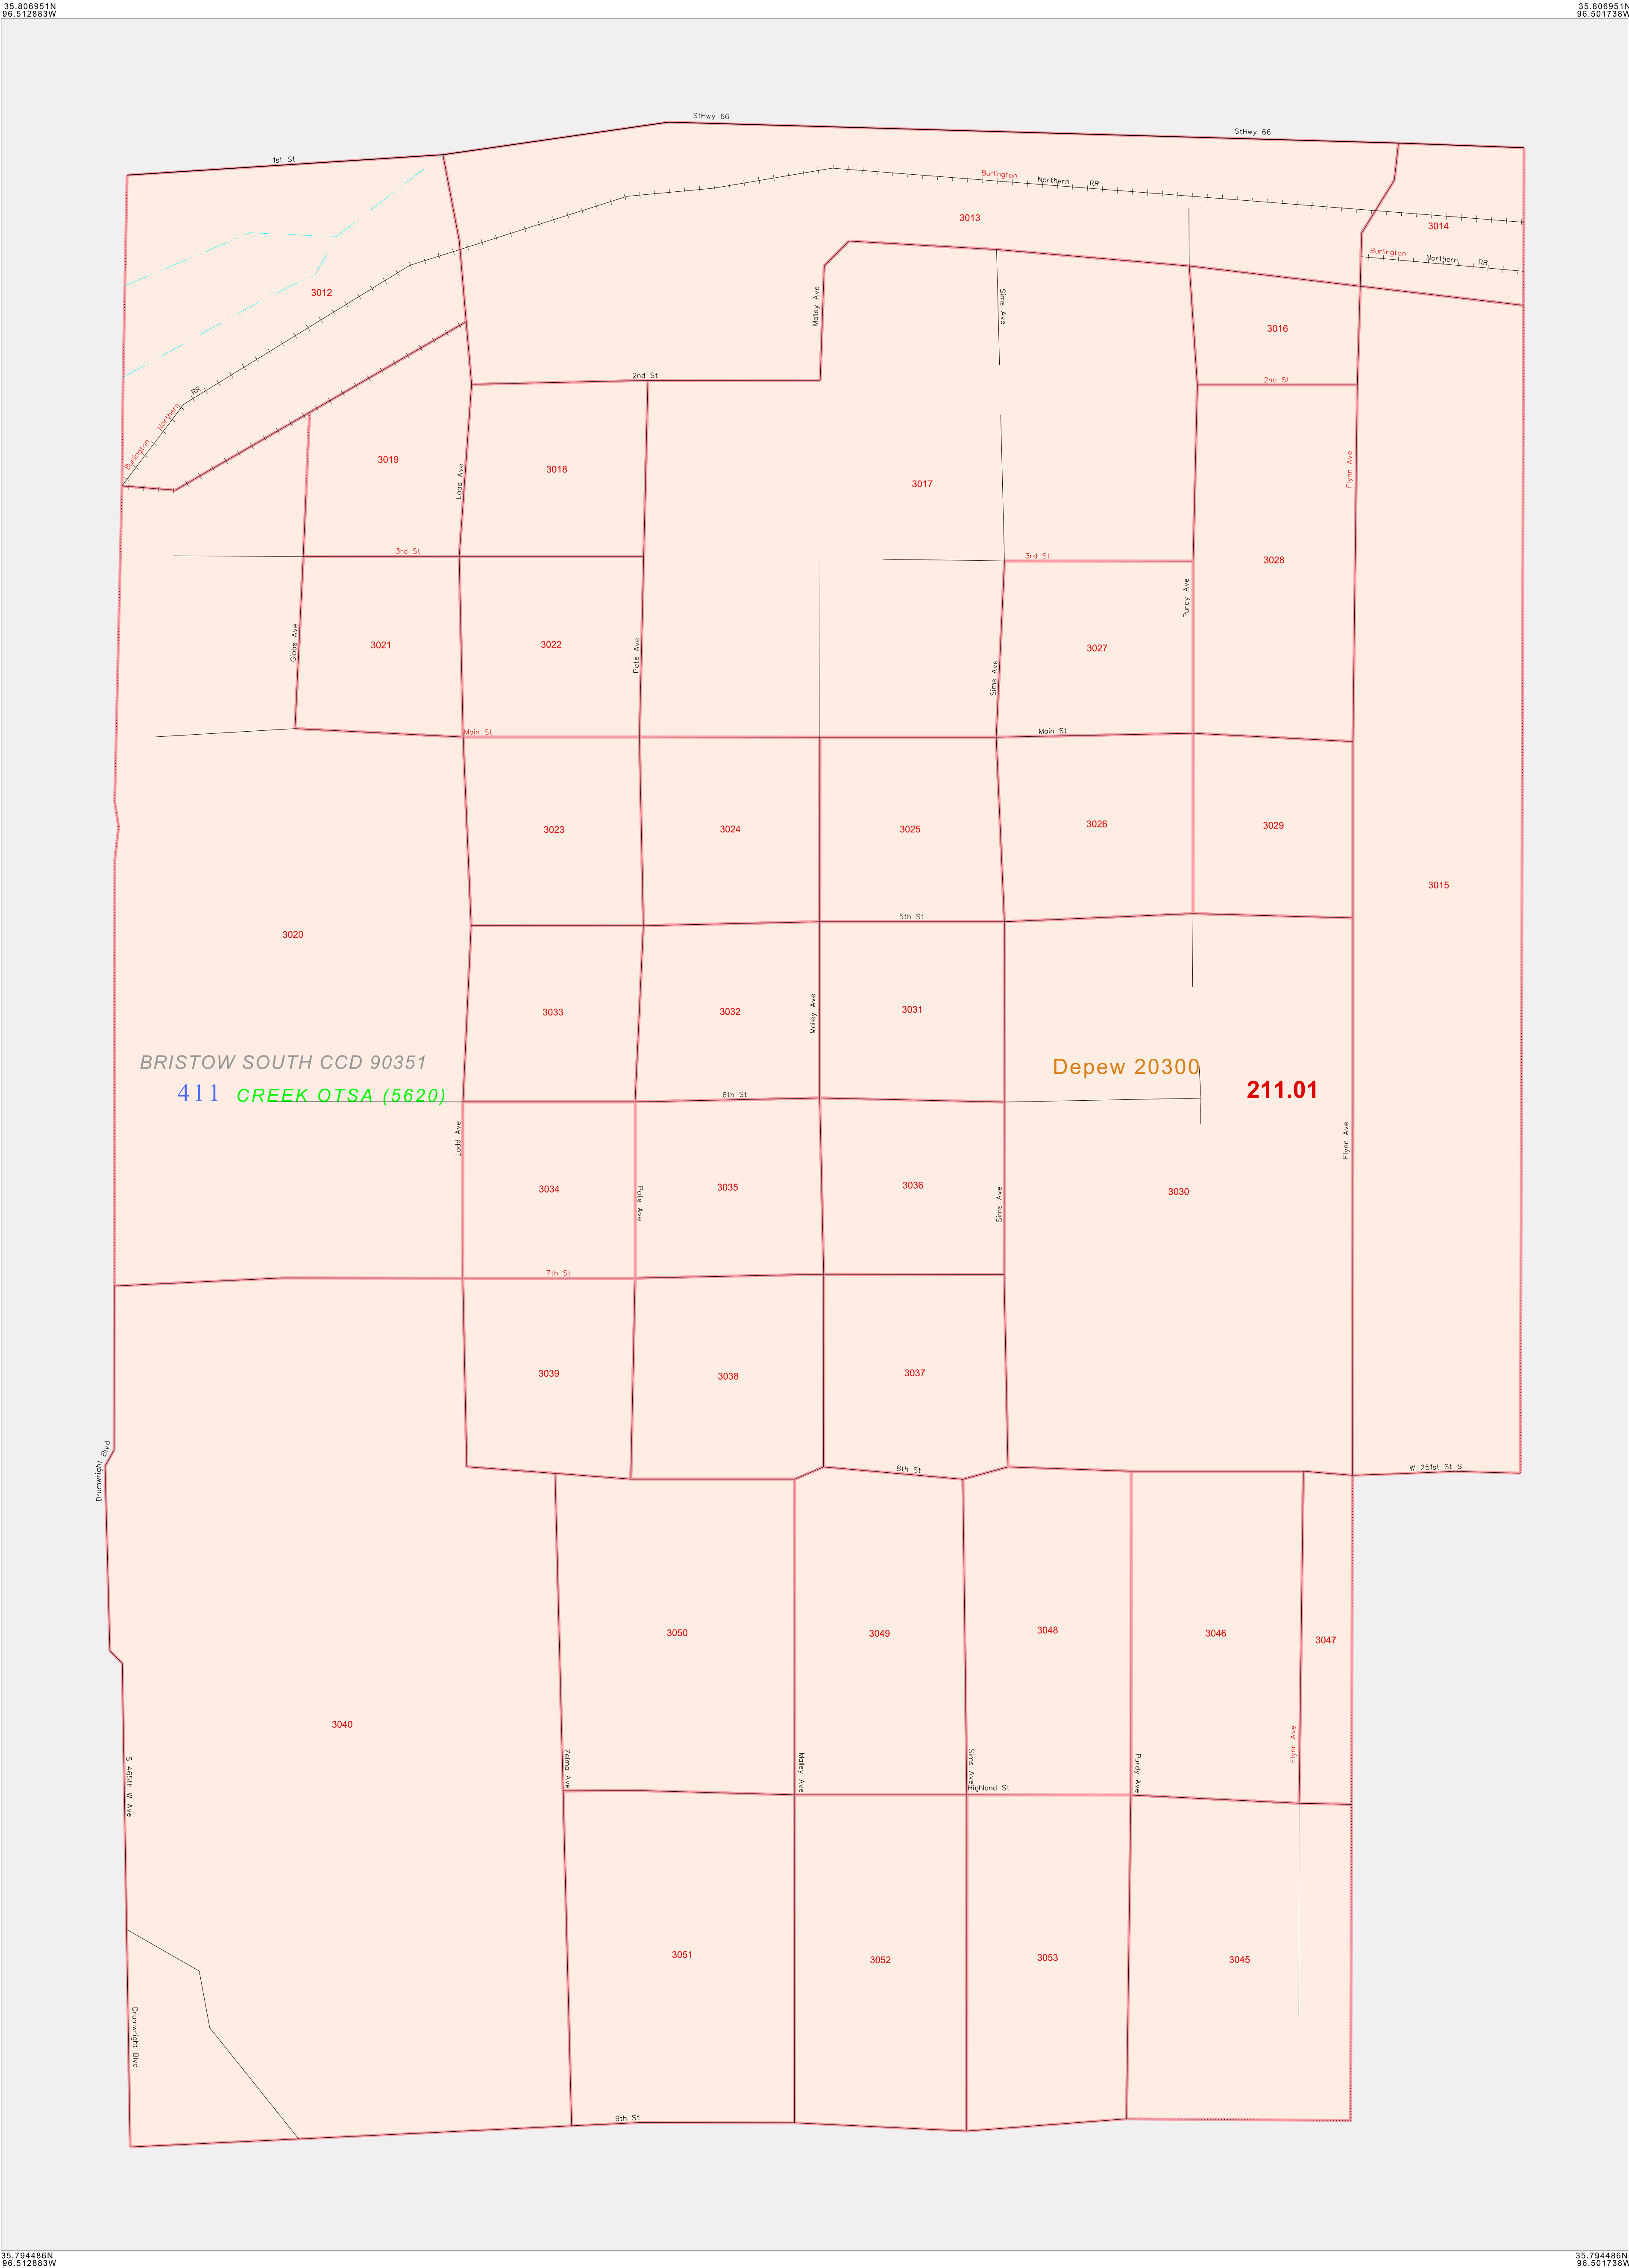 35.806951N
96.512883W
35.806951N
96.501738W
StHwy 66
StHwy 66
1st St
Burlington Northern RR
3013
3014
Burlington Northern RR
3012
Malley Ave
Sims Ave
3016
2nd St
2nd St
Burlington Northern RR
3019
Ladd Ave
3018
3017
Flynn Ave
3rd St
3rd St
3028
Purdy Ave
Gibbs Ave
3021
3022
Pate Ave
Sims Ave
3027
Main St
Main St
3023
3024
3025
3026
3029
3015
5th St
3020
3033
3032
Malley Ave
3031
BRISTOW SOUTH CCD 90351
Depew 20300
411 CREEK OTSA (5620)
211.01
6th St
Ladd Ave
Flynn Ave
3034
Pate Ave
3035
3036
Sims Ave
3030
7th St
3039
3038
3037
Drumwright Blvd
8th St
W 251st St S
3050
3049
3048
3046
3047
3040
S 465th W Ave
Zelma Ave
Malley Ave
Sims Ave
Purdy Ave
Flynn Ave
Highland St
3051
3052
3053
3045
Drumwright Blvd
9th St
35.794486N
96.512883W
35.794486N
96.501738W